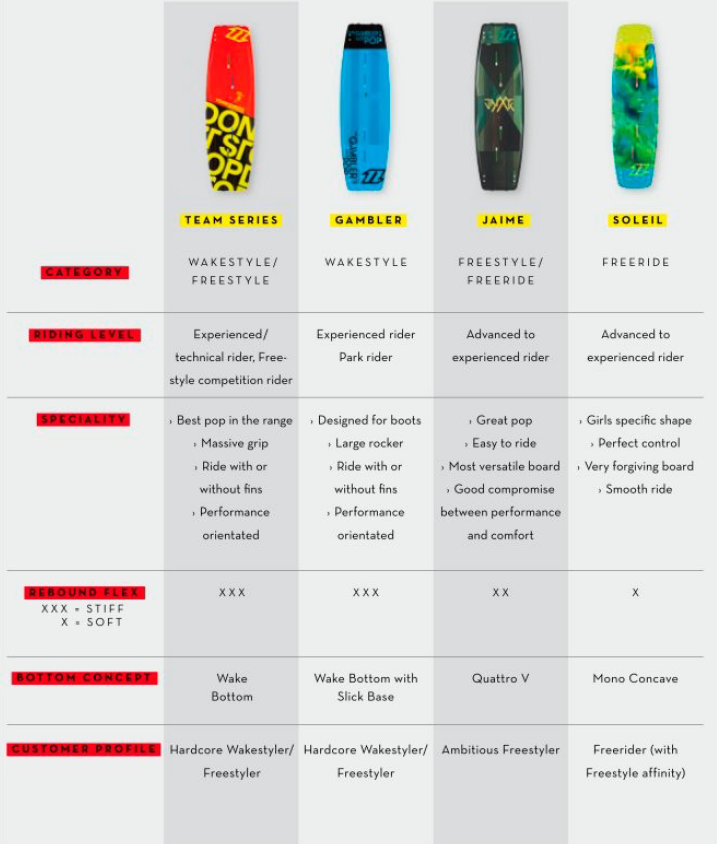 DON
T ST
OPD
TEAM SERIES
GAMBLER
JAIME
SOLEIL
CATEGORY
WAKESTYLE/
FREESTYLE
WAKESTYLE
FREESTYLE/
FREERIDE
FREERIDE
RIDING LEVEL
Experienced/
technical rider, Free-
style competition rider
Experienced rider
Park rider
Advanced to
experienced rider
Advanced to
experienced rider
SPECIALITY
› Best pop in the range
› Massive grip
› Ride with or
without fins
› Performance
orientated
› Designed for boots
› Large rocker
› Ride with or
without fins
› Performance
orientated
› Great pop
› Easy to ride
› Most versatile board
› Good compromise
between performance
and comfort
› Girls specific shape
› Perfect control
› Very forgiving board
› Smooth ride
REBOUND FLEX
XXX = STIFF
X = SOFT
XXX
XXX
XX
X
BOTTOM CONCEPT
Wake
Bottom
Wake Bottom with
Slick Base
Quattro V
Mono Concave
CUSTOMER PROFILE
Hardcore Wakestyler/
Freestyler
Hardcore Wakestyler/
Freestyler
Ambitious Freestyler
Freerider (with
Freestyle affinity)